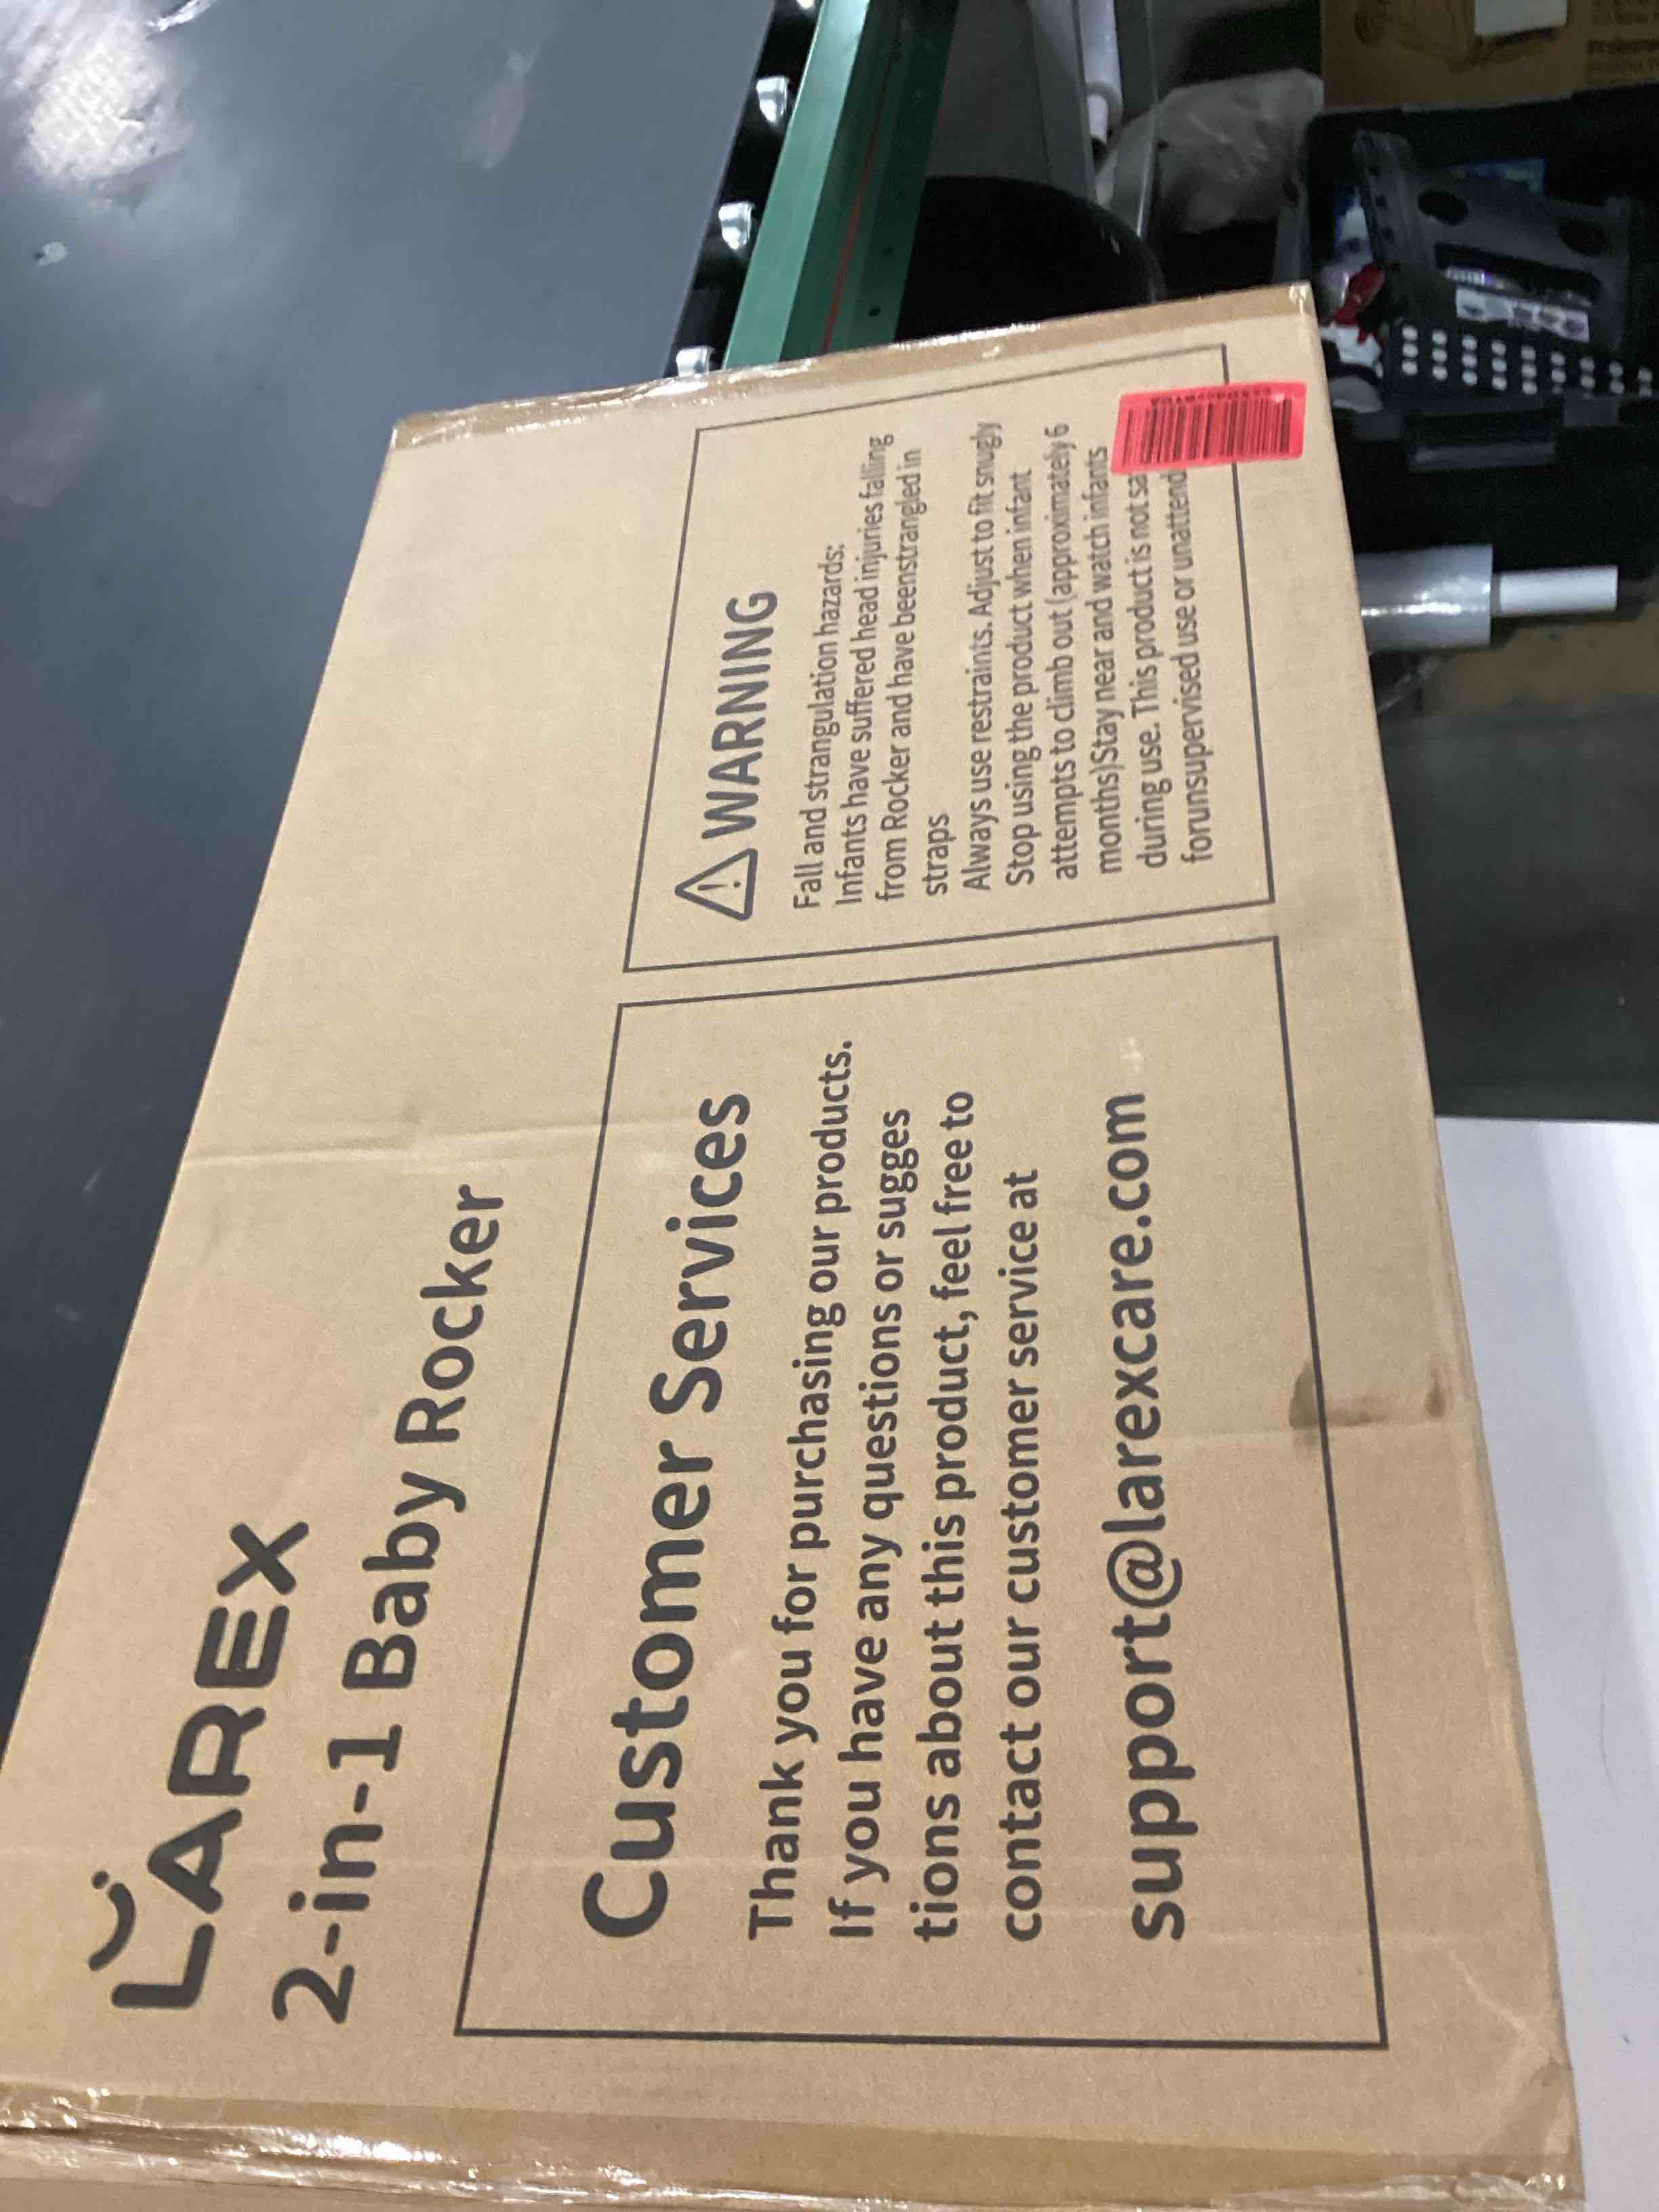 LAREX
2-in-1 Baby Rocker
Customer Services
Thank you for purchasing our products.
If you have any questions or sugges
tions about this product, feel free to
contact our customer service at
support@larexcare.com
WARNING
Fall and strangulation hazards:
Infants have suffered head injuries falling
from Rocker and have beenstrangled in
straps
Always use restraints. Adjust to fit snugly
Stop using the product when infant
attempts to climb out (approximately 6
months)Stay near and watch infants
during use. This product is not sa
forunsupervised use or unattend